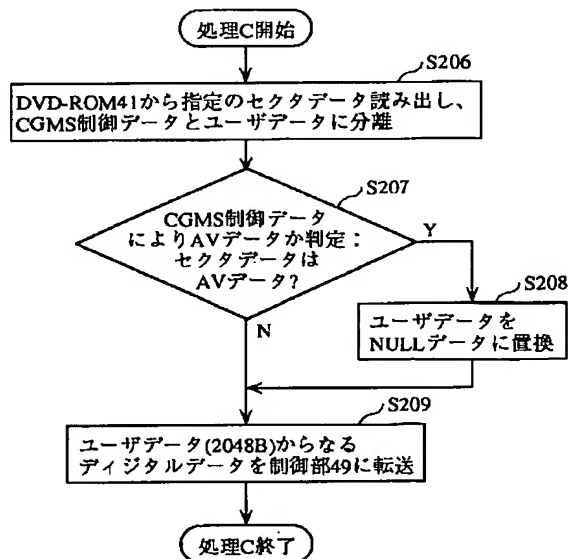 処理C開始
S206
DVD-ROM41から指定のセクタデータ読み出し、
CGMS制御データとユーザデータに分離
S207
CGMS制御データ
によりAVデータか判定：
セクタデータは
AVデータ？
Y
N
S208
ユーザデータを
NULLデータに置換
S209
ユーザデータ(2048B)からなる
ディジタルデータを制御部49に転送
処理C終了